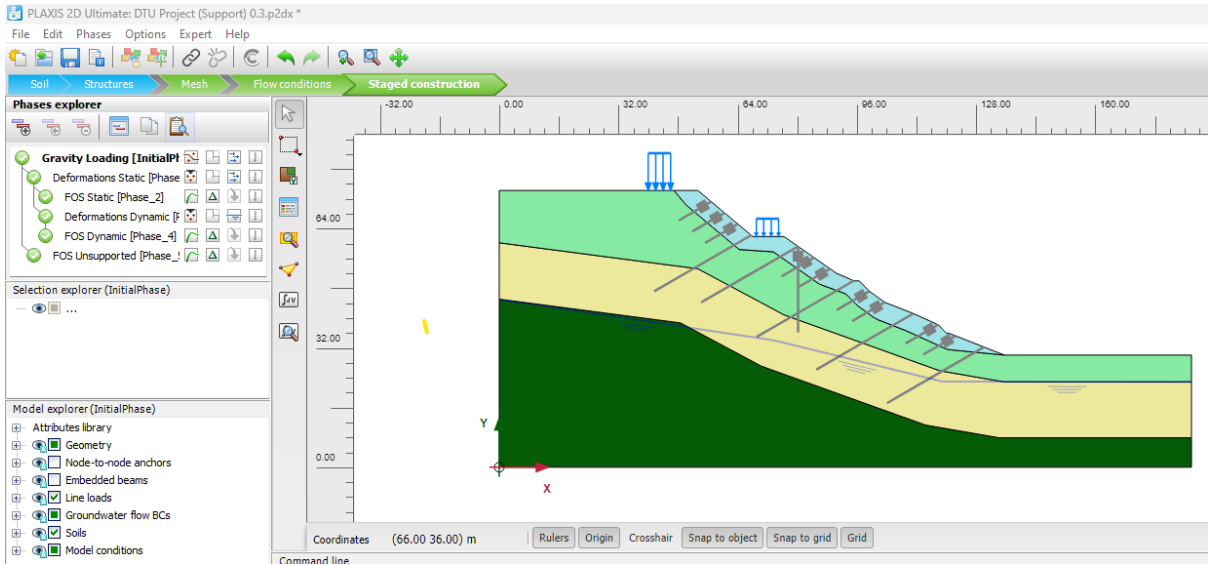 PLAXIS 2D Ultimate: DTU Project (Support) 0.3.p2dx *
File Edit Phases Options Expert Help
Soil Structures Mesh Flow conditions Staged construction
Phases explorer
Gravity Loading [InitialPh
Deformations Static [Phase
FOS Static [Phase_2]
Deformations Dynamic [F
FOS Dynamic [Phase_4]
FOS Unsupported [Phase_5
Selection explorer (InitialPhase)
...
Model explorer (InitialPhase)
Attributes library
Geometry
Node-to-node anchors
Embedded beams
Line loads
Groundwater flow BCs
Soils
Model conditions
-32.00 0.00 32.00 64.00 96.00 128.00 160.00
64.00
32.00
0.00
Y
X
Coordinates (66.00 36.00) m Rulers Origin Crosshair Snap to object Snap to grid Grid
Command line